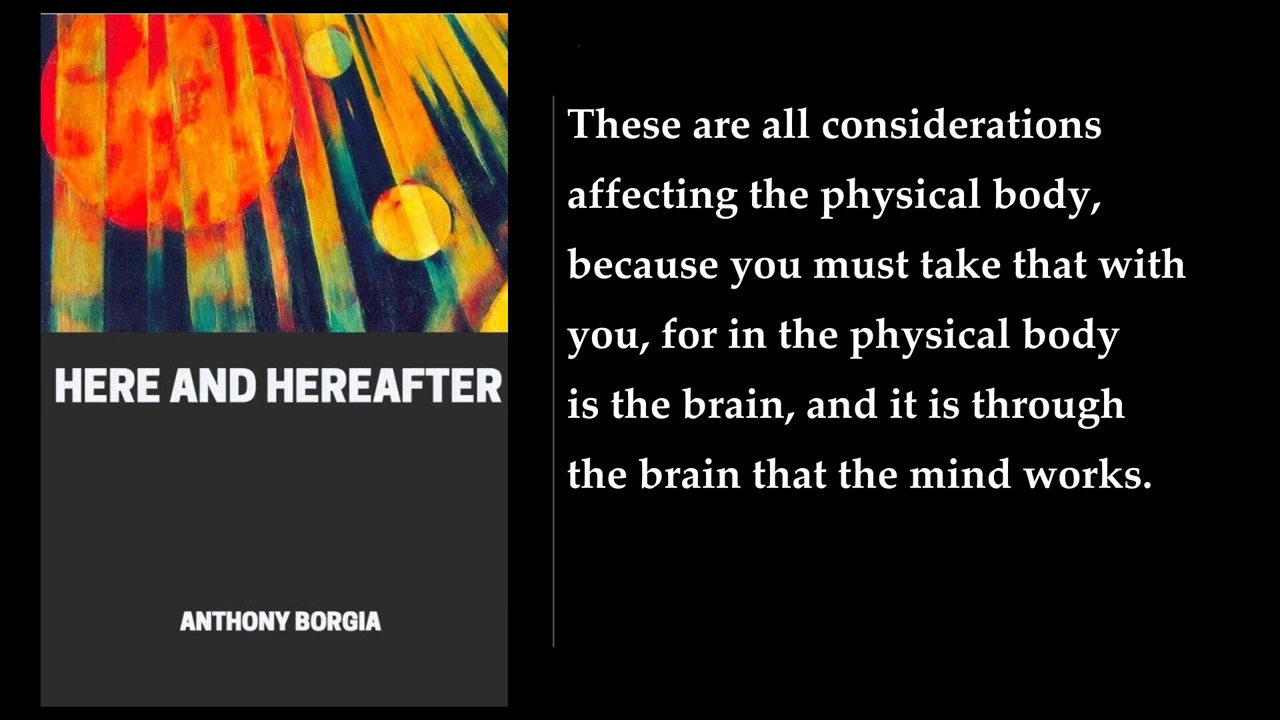 HERE AND HEREAFTER
ANTHONY BORGIA
These are all considerations
affecting the physical body,
because you must take that with
you, for in the physical body
is the brain, and it is through
the brain that the mind works.